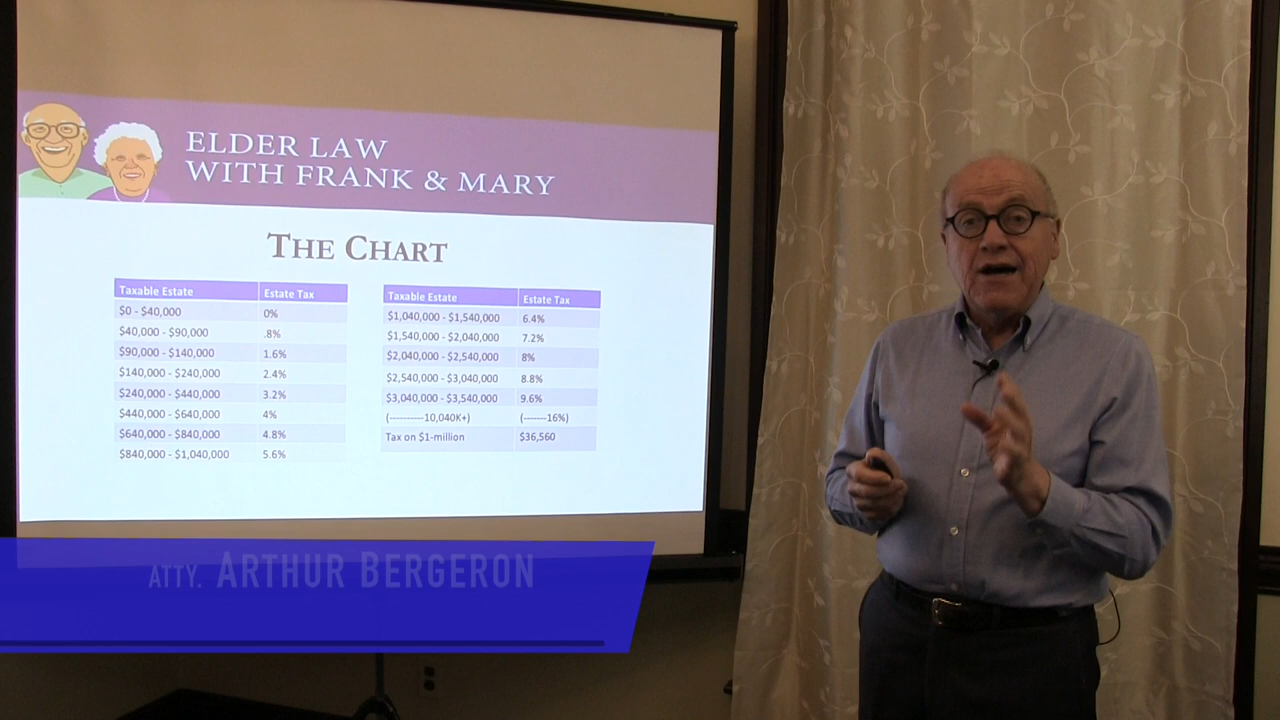 ELDER LAW
WITH FRANK & MARY
THE CHART
Taxable Estate Estate Tax
$0 - $40,000 0%
$40,000 - $90,000 .8%
$90,000 - $140,000 1.6%
$140,000 - $240,000 2.4%
$240,000 - $440,000 3.2%
$440,000 - $640,000 4%
$640,000 - $840,000 4.8%
$840,000 - $1,040,000 5.6%
Taxable Estate Estate Tax
$1,040,000 - $1,540,000 6.4%
$1,540,000 - $2,040,000 7.2%
$2,040,000 - $2,540,000 8%
$2,540,000 - $3,040,000 8.8%
$3,040,000 - $3,540,000 9.6%
(----------10,040K+) (-------16%)
Tax on $1-million $36,560
ATTY. ARTHUR BERGERON